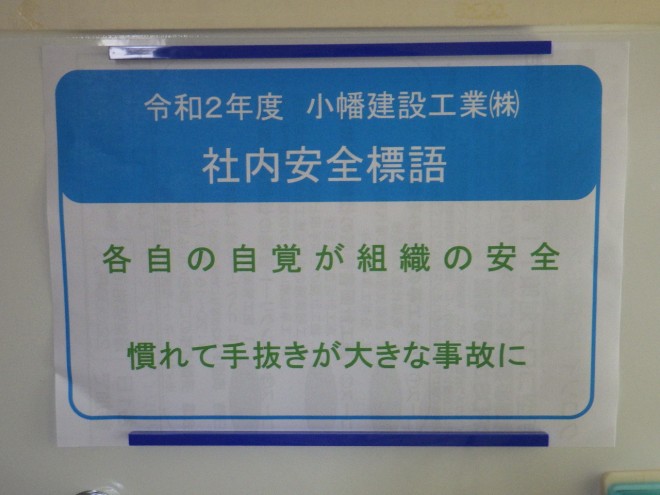 令和2年度　小幡建設工業㈱
社内安全標語
各自の自覚が組織の安全
慣れて手抜きが大きな事故に